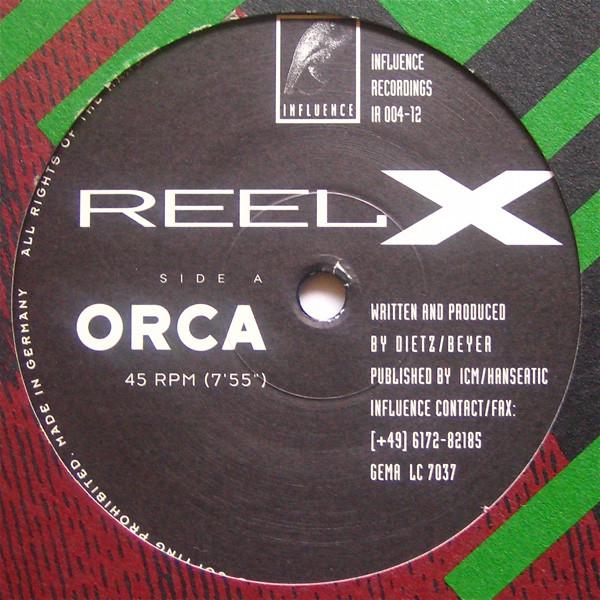 INFLUENCE
INFLUENCE
RECORDINGS
IR 004-12
REEL X
SIDE A
ORCA
45 RPM (7'55")
WRITTEN AND PRODUCED
BY DIETZ/BEYER
PUBLISHED BY ICM/HANSEATIC
INFLUENCE CONTACT/FAX:
[+49] 6172-82185
GEMA LC 7037
PROHIBITED. MADE IN GERMANY ALL RIGHTS OF THE